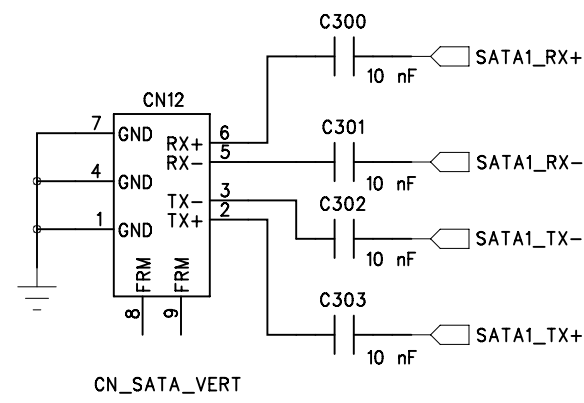 C300
10 nF
SATA1_RX+
CN12
7
GND
RX+
6
C301
RX-
5
10 nF
SATA1_RX-
4
GND
TX-
3
C302
TX+
2
10 nF
SATA1_TX-
1
GND
FRM
FRM
8
9
C303
10 nF
SATA1_TX+
CN_SATA_VERT